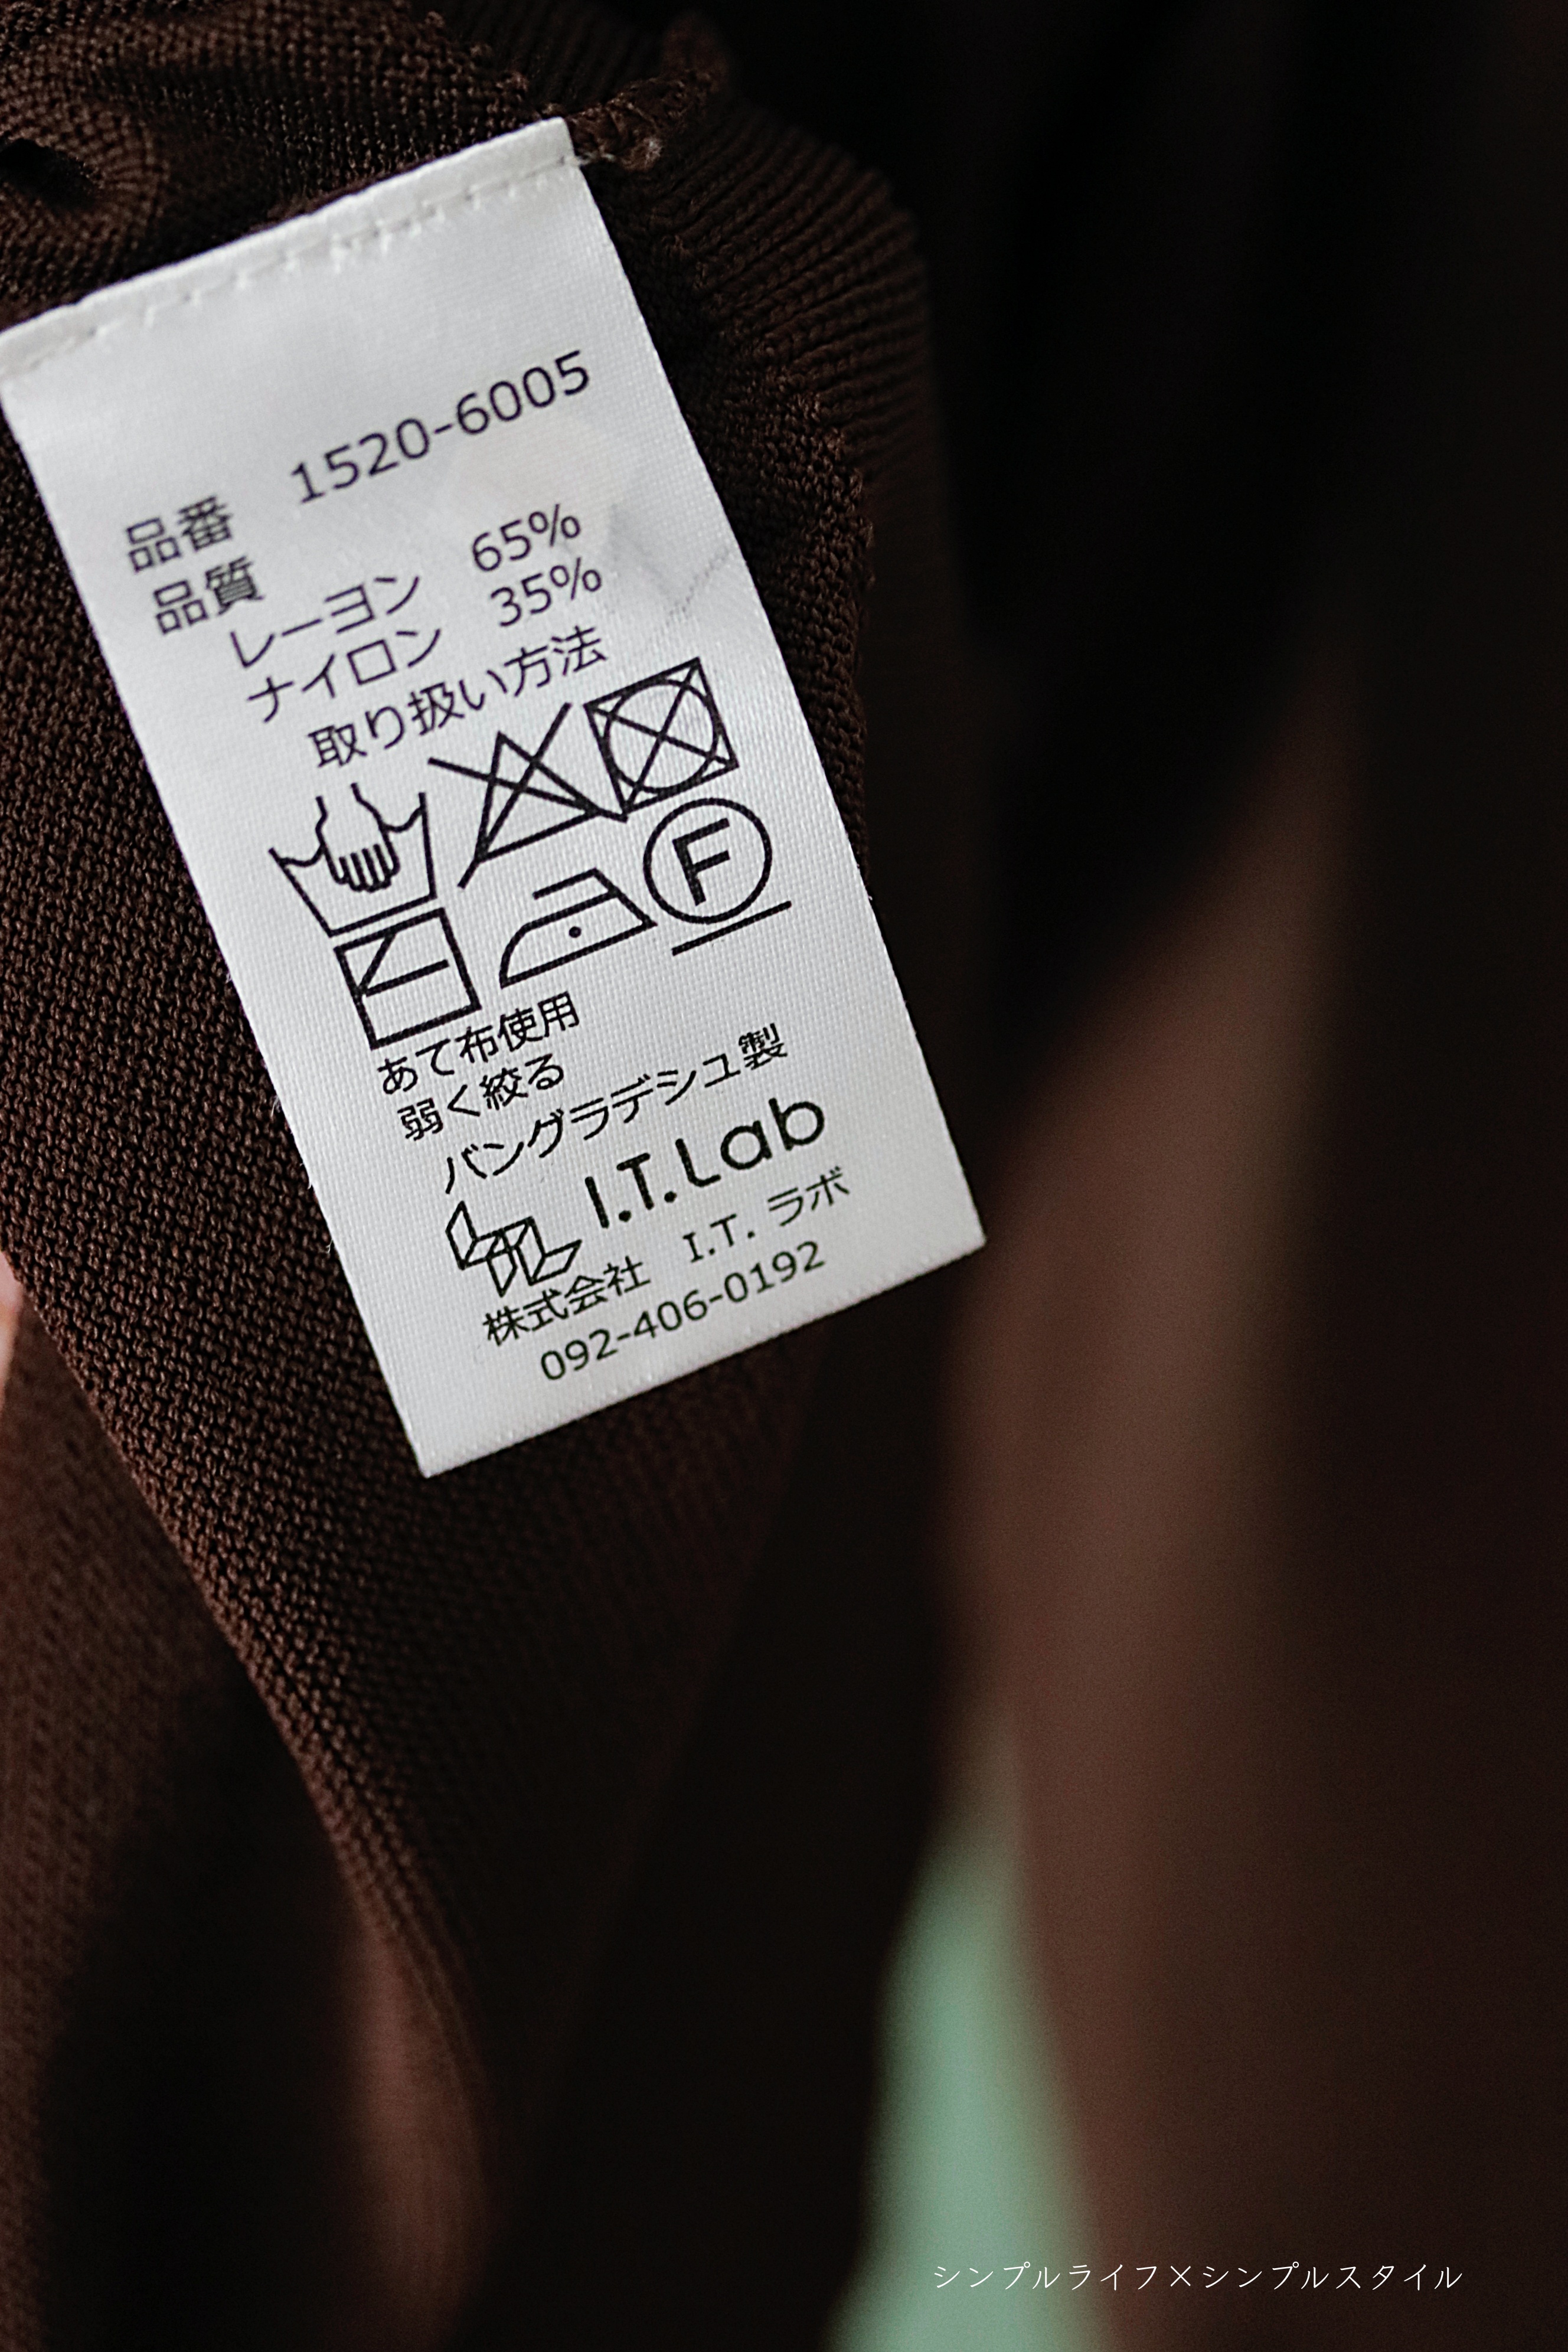 品番 1520-6005
品質
レーヨン 65%
ナイロン 35%
取り扱い方法
F
あて布使用
弱く絞る
バングラデシュ製
I.T.Lab
株式会社 I.T. ラボ
092-406-0192
シンプルライフ×シンプルスタイル